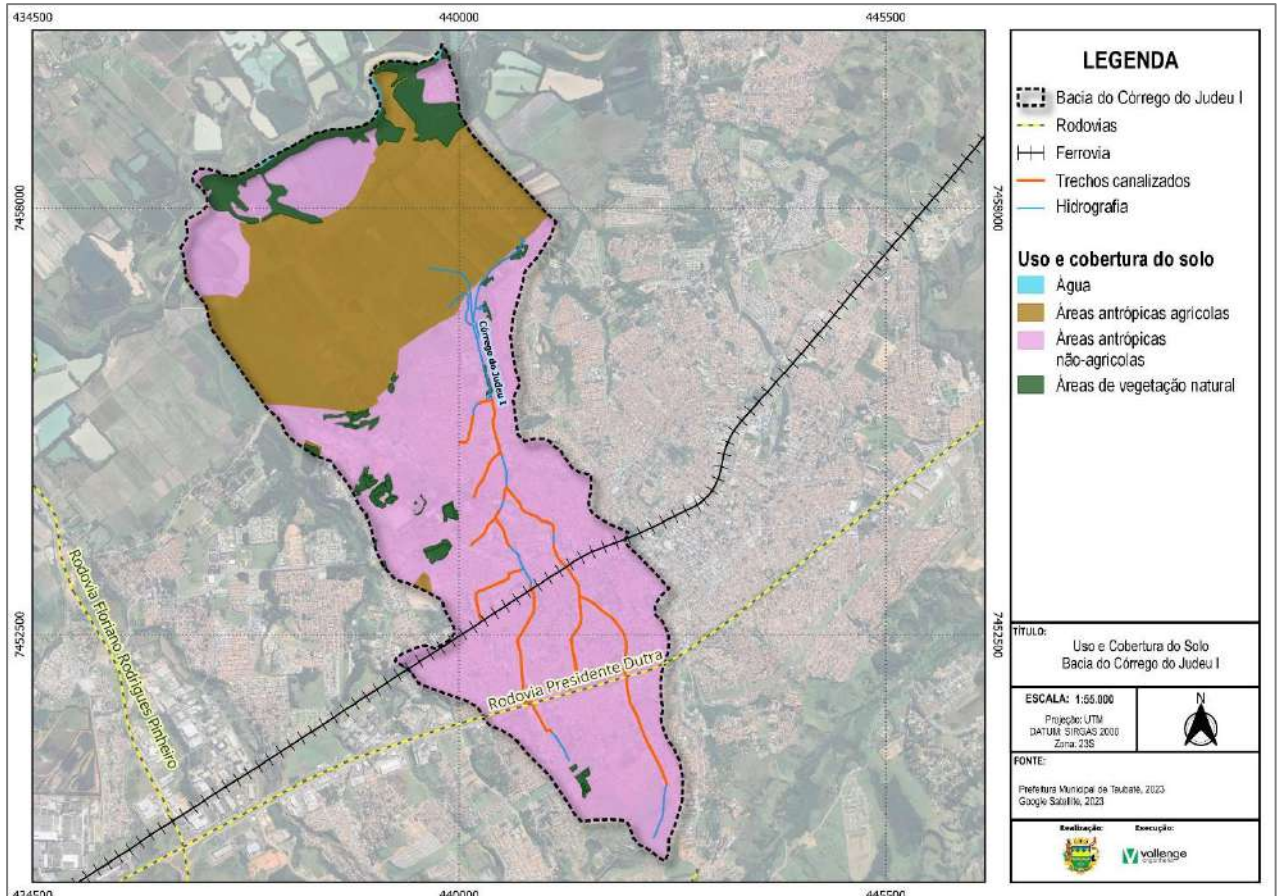 434500
440000
445500
7458000
7458000
7452500
7452500
Córrego do Judeu I
Rodovia Presidente Dutra
Rodovia Floriano Rodrigues Pinheiro
434500
440000
445500
LEGENDA
Bacia do Córrego do Judeu I
Rodovias
Ferrovia
Trechos canalizados
Hidrografia
Uso e cobertura do solo
Água
Áreas antrópicas agrícolas
Áreas antrópicas
não-agrícolas
Áreas de vegetação natural
TÍTULO:
Uso e Cobertura do Solo
Bacia do Córrego do Judeu I
ESCALA: 1:55.000
Projeção: UTM
DATUM: SIRGAS 2000
Zona: 23S
N
FONTE:
Prefeitura Municipal de Taubaté, 2023
Google Satélite, 2023
Realização:
Execução:
vallenge